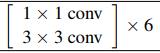 1 × 1 conv
3 × 3 conv
× 6